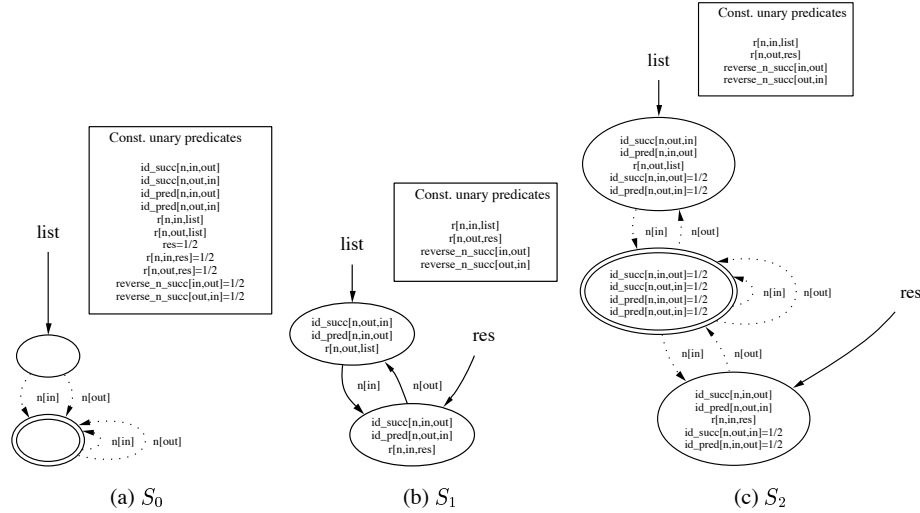 Const. unary predicates
id_succ[n,in,out]
id_succ[n,out,in]
id_pred[n,in,out]
id_pred[n,out,in]
r[n,in,list]
r[n,out,list]
res=1/2
r[n,in,res]=1/2
r[n,out,res]=1/2
reverse_n_succ[in,out]=1/2
reverse_n_succ[out,in]=1/2
list
n[in]
n[out]
n[in]
n[out]
(a) S0
Const. unary predicates
r[n,in,list]
r[n,out,res]
reverse_n_succ[in,out]
reverse_n_succ[out,in]
list
id_succ[n,out,in]
id_pred[n,in,out]
r[n,out,list]
res
n[in]
n[out]
id_succ[n,in,out]
id_pred[n,out,in]
r[n,in,res]
(b) S1
Const. unary predicates
r[n,in,list]
r[n,out,res]
reverse_n_succ[in,out]
reverse_n_succ[out,in]
list
id_succ[n,out,in]
id_pred[n,in,out]
r[n,out,list]
id_succ[n,in,out]=1/2
id_pred[n,out,in]=1/2
n[in]
n[out]
id_succ[n,in,out]=1/2
id_succ[n,out,in]=1/2
id_pred[n,in,out]=1/2
id_pred[n,out,in]=1/2
n[in]
n[out]
res
n[in]
n[out]
id_succ[n,in,out]
id_pred[n,out,in]
r[n,in,res]
id_succ[n,out,in]=1/2
id_pred[n,in,out]=1/2
(c) S2